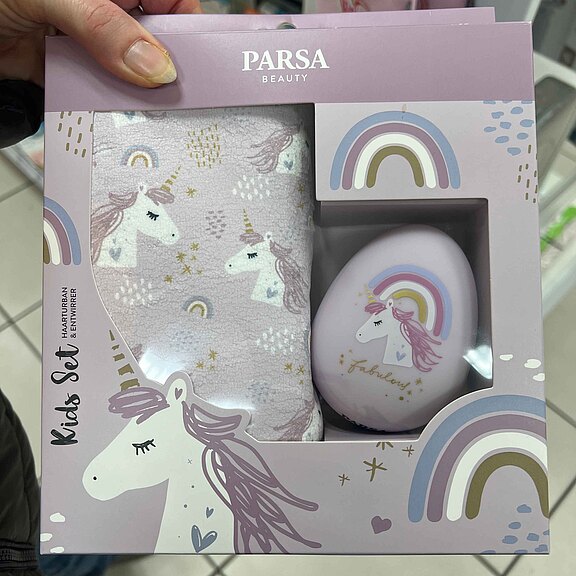 PARSA
BEAUTY
Kids Set
HAARTURBAN
& ENTWIRRER
fabulous